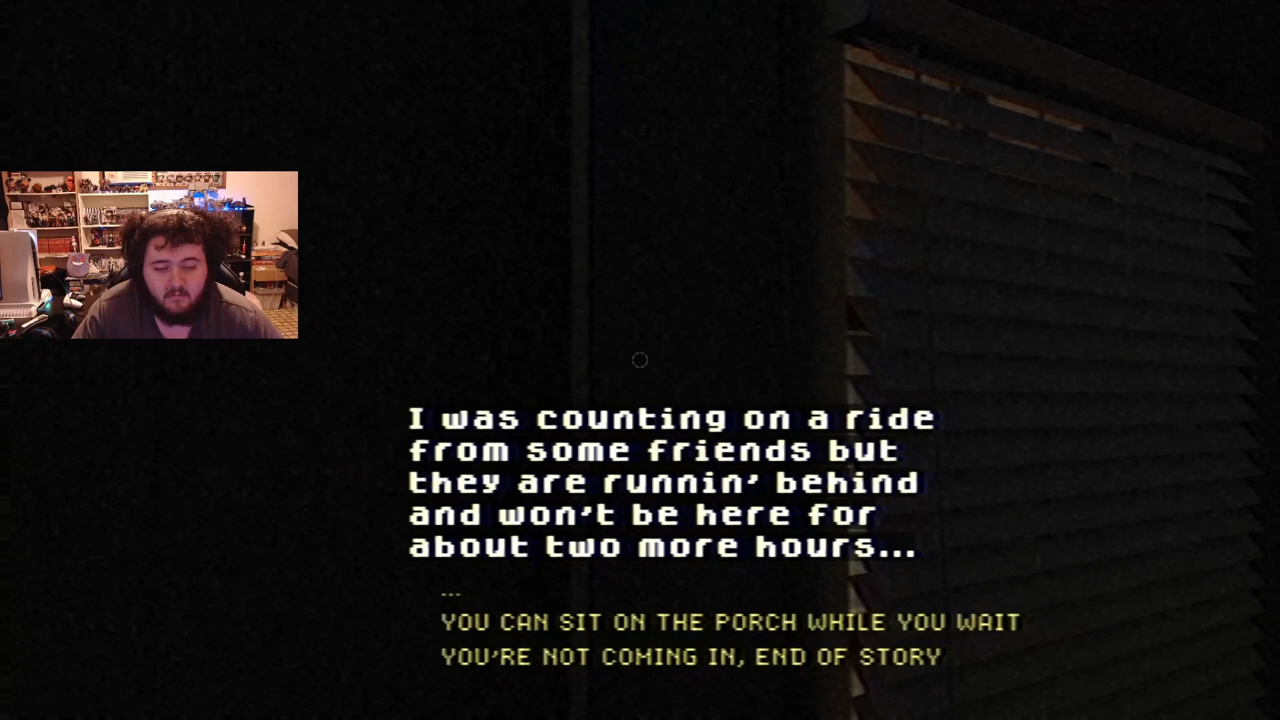 I was counting on a ride
from some friends but
they are runnin' behind
and won't be here for
about two more hours...
...
YOU CAN SIT ON THE PORCH WHILE YOU WAIT
YOU'RE NOT COMING IN, END OF STORY